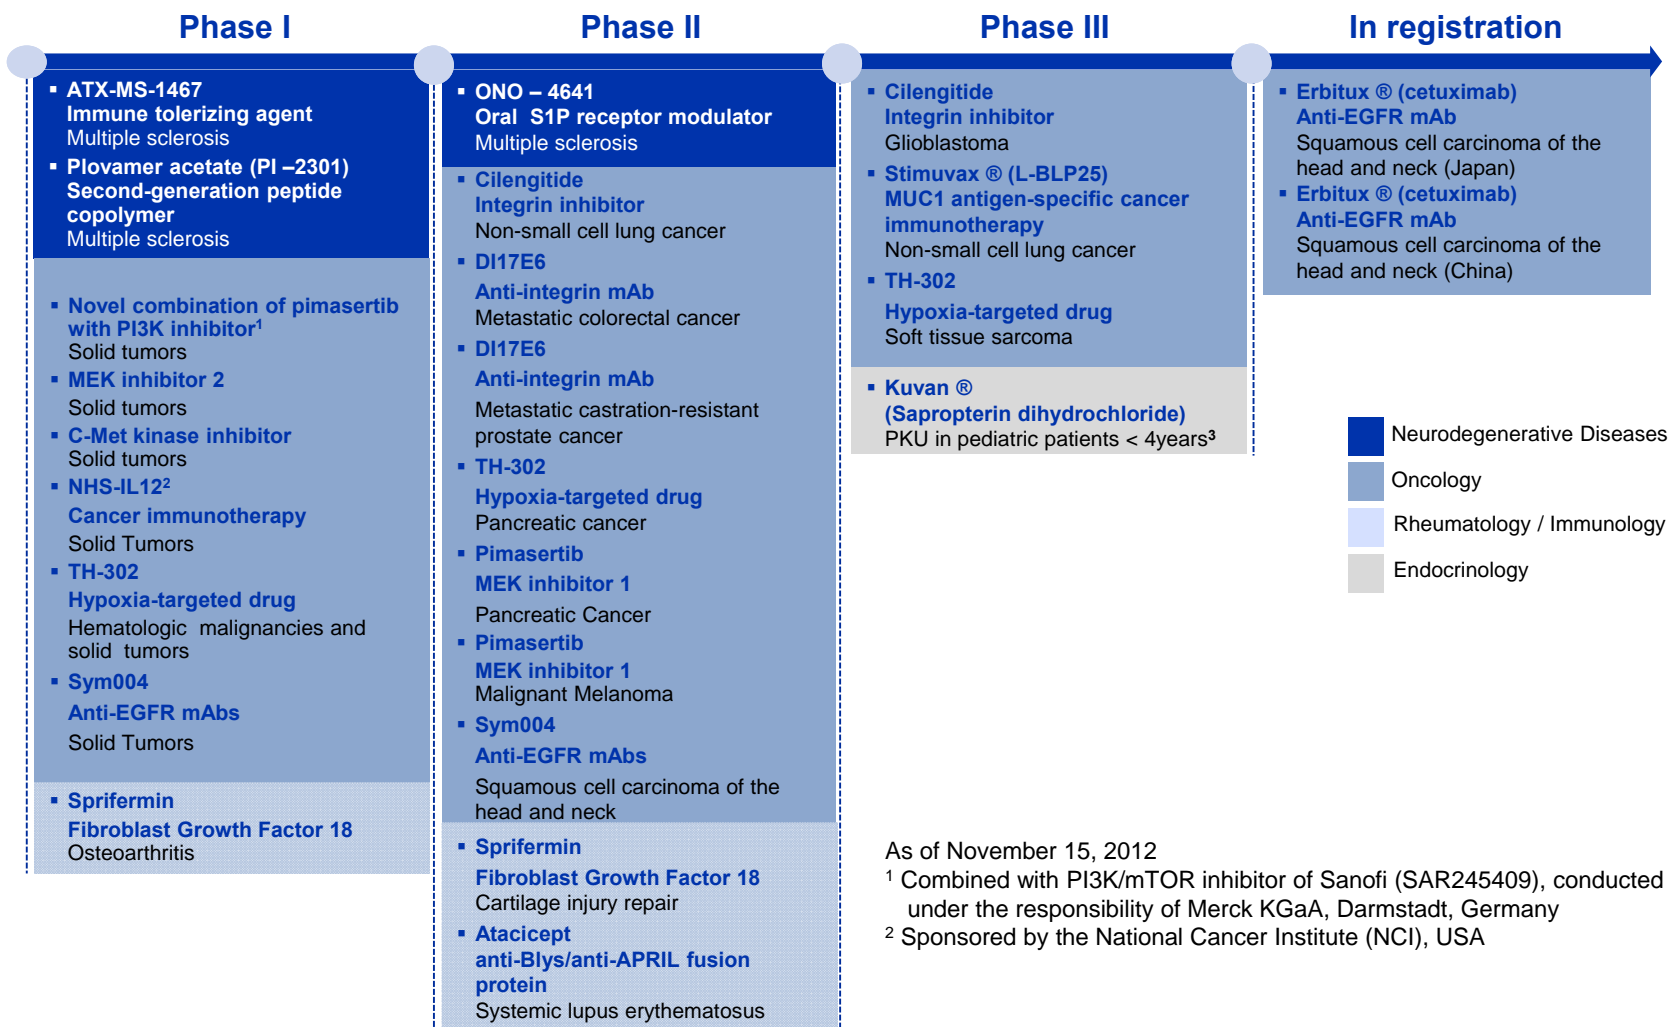 Phase I
▪ ATX-MS-1467
Immune tolerizing agent
Multiple sclerosis
▪ Plovamer acetate (PI –2301)
Second-generation peptide
copolymer
Multiple sclerosis
▪ Novel combination of pimasertib
with PI3K inhibitor¹
Solid tumors
▪ MEK inhibitor 2
Solid tumors
▪ C-Met kinase inhibitor
Solid tumors
▪ NHS-IL12²
Cancer immunotherapy
Solid Tumors
▪ TH-302
Hypoxia-targeted drug
Hematologic malignancies and
solid tumors
▪ Sym004
Anti-EGFR mAbs
Solid Tumors
▪ Sprifermin
Fibroblast Growth Factor 18
Osteoarthritis
Phase II
▪ ONO – 4641
Oral S1P receptor modulator
Multiple sclerosis
▪ Cilengitide
Integrin inhibitor
Non-small cell lung cancer
▪ DI17E6
Anti-integrin mAb
Metastatic colorectal cancer
▪ DI17E6
Anti-integrin mAb
Metastatic castration-resistant
prostate cancer
▪ TH-302
Hypoxia-targeted drug
Pancreatic cancer
▪ Pimasertib
MEK inhibitor 1
Pancreatic Cancer
▪ Pimasertib
MEK inhibitor 1
Malignant Melanoma
▪ Sym004
Anti-EGFR mAbs
Squamous cell carcinoma of the
head and neck
▪ Sprifermin
Fibroblast Growth Factor 18
Cartilage injury repair
▪ Atacicept
anti-Blys/anti-APRIL fusion
protein
Systemic lupus erythematosus
Phase III
▪ Cilengitide
Integrin inhibitor
Glioblastoma
▪ Stimuvax ® (L-BLP25)
MUC1 antigen-specific cancer
immunotherapy
Non-small cell lung cancer
▪ TH-302
Hypoxia-targeted drug
Soft tissue sarcoma
▪ Kuvan ®
(Sapropterin dihydrochloride)
PKU in pediatric patients < 4years³
In registration
▪ Erbitux ® (cetuximab)
Anti-EGFR mAb
Squamous cell carcinoma of the
head and neck (Japan)
▪ Erbitux ® (cetuximab)
Anti-EGFR mAb
Squamous cell carcinoma of the
head and neck (China)
Neurodegenerative Diseases
Oncology
Rheumatology / Immunology
Endocrinology
As of November 15, 2012
¹ Combined with PI3K/mTOR inhibitor of Sanofi (SAR245409), conducted
under the responsibility of Merck KGaA, Darmstadt, Germany
² Sponsored by the National Cancer Institute (NCI), USA